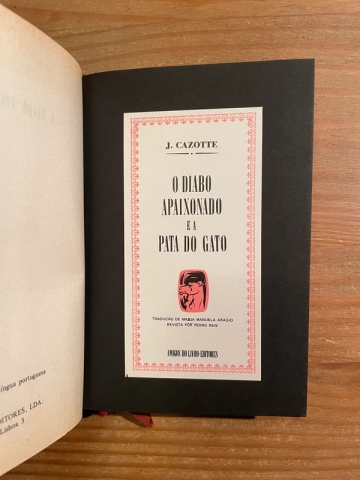 J. CAZOTTE
O DIABO
APAIXONADO
E A
PATA DO GATO
TRADUÇÃO DE MARIA MANUELA ARAÚJO
REVISTA POR PEDRO REIS
AMIGOS DO LIVRO-EDITORES
língua portuguesa
DITORES, LDA.
Lisboa 3